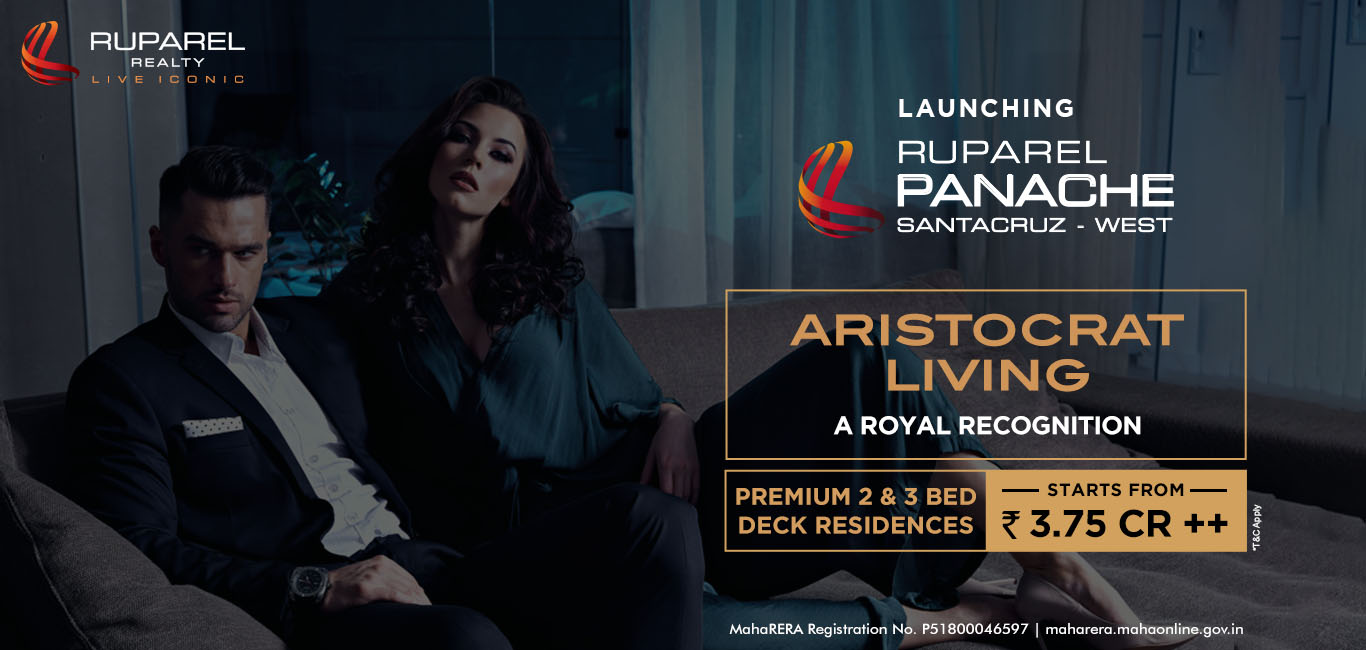 RUPAREL
REALTY
LIVE ICONIC
LAUNCHING
RUPAREL
PANACHE
SANTACRUZ - WEST
ARISTOCRAT
LIVING
A ROYAL RECOGNITION
PREMIUM 2 & 3 BED
DECK RESIDENCES
STARTS FROM
₹ 3.75 CR ++
*T&C Apply
MahaRERA Registration No. P51800046597 | maharera.mahaonline.gov.in